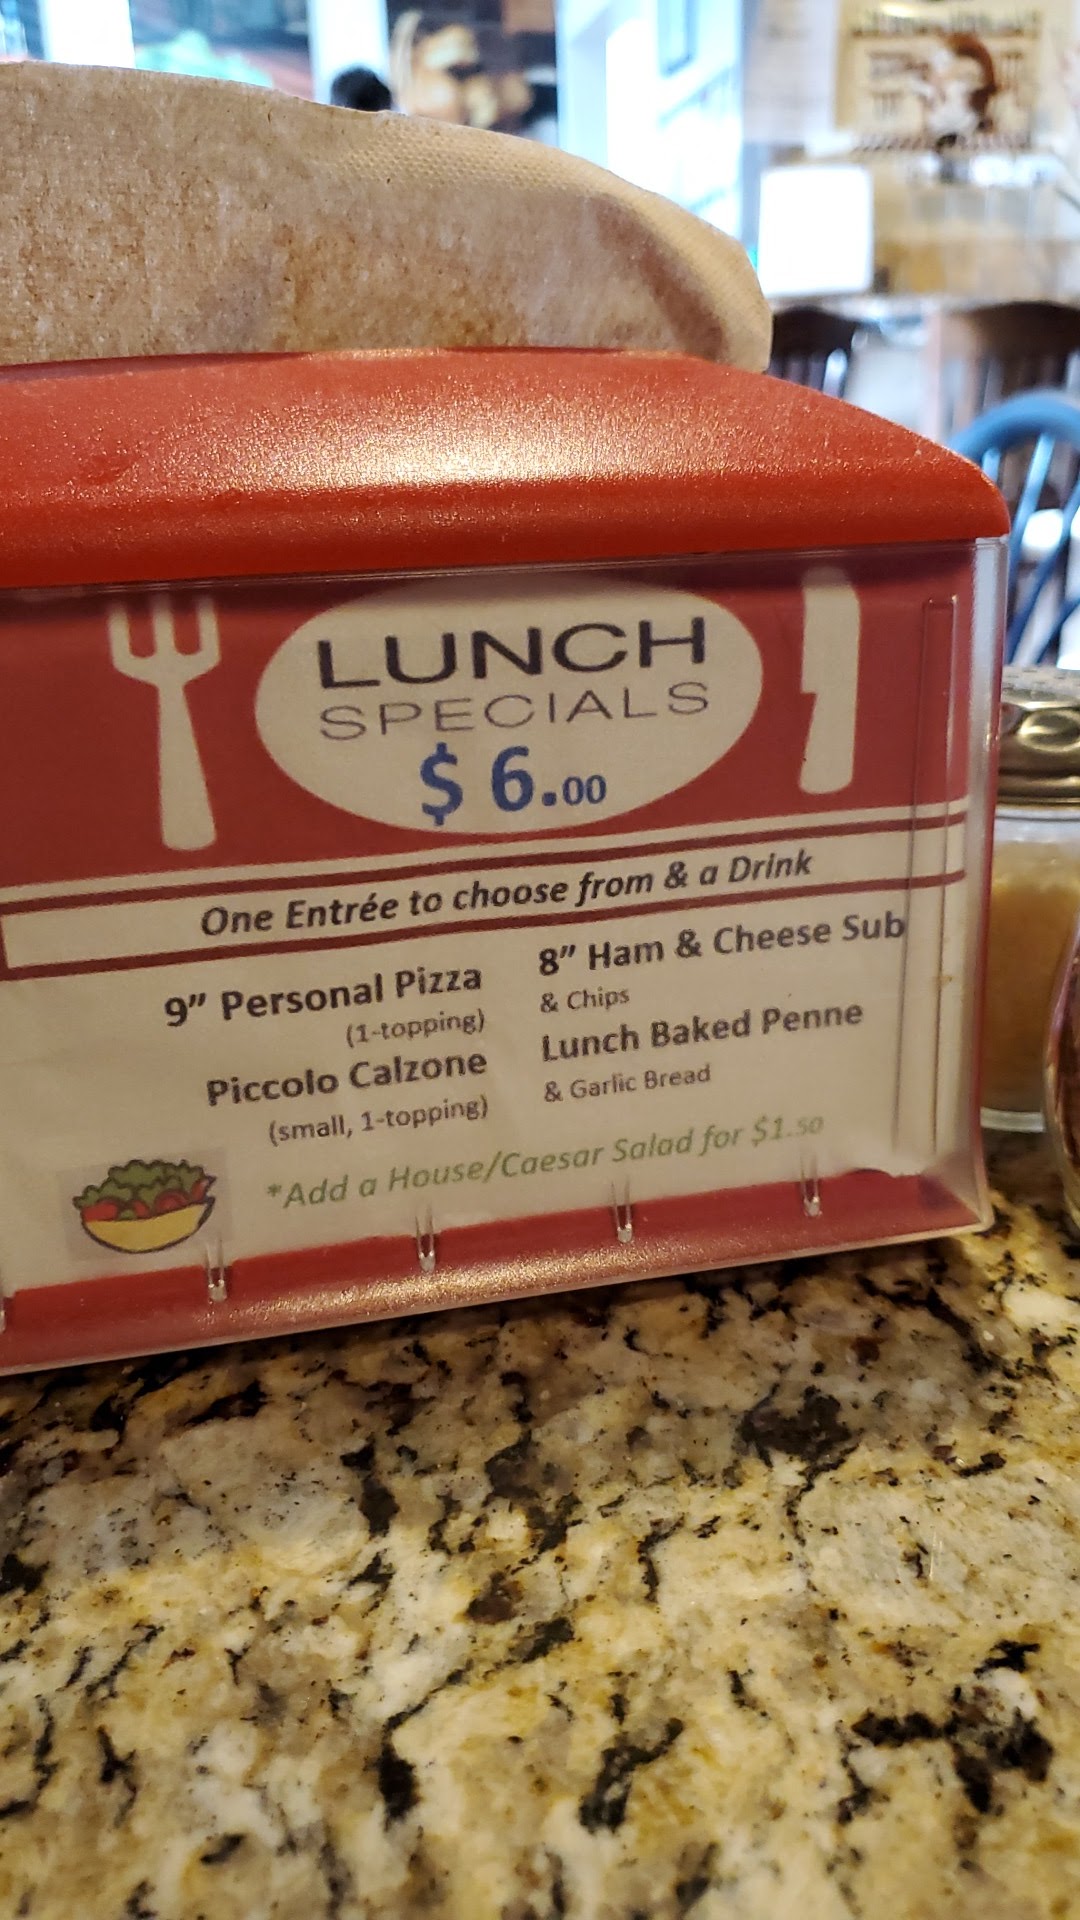 LUNCH
SPECIALS
$ 6.00
One Entrée to choose from & a Drink
9” Personal Pizza
(1-topping)
Piccolo Calzone
(small, 1-topping)
8” Ham & Cheese Sub
& Chips
Lunch Baked Penne
& Garlic Bread
*Add a House/Caesar Salad for $1.50